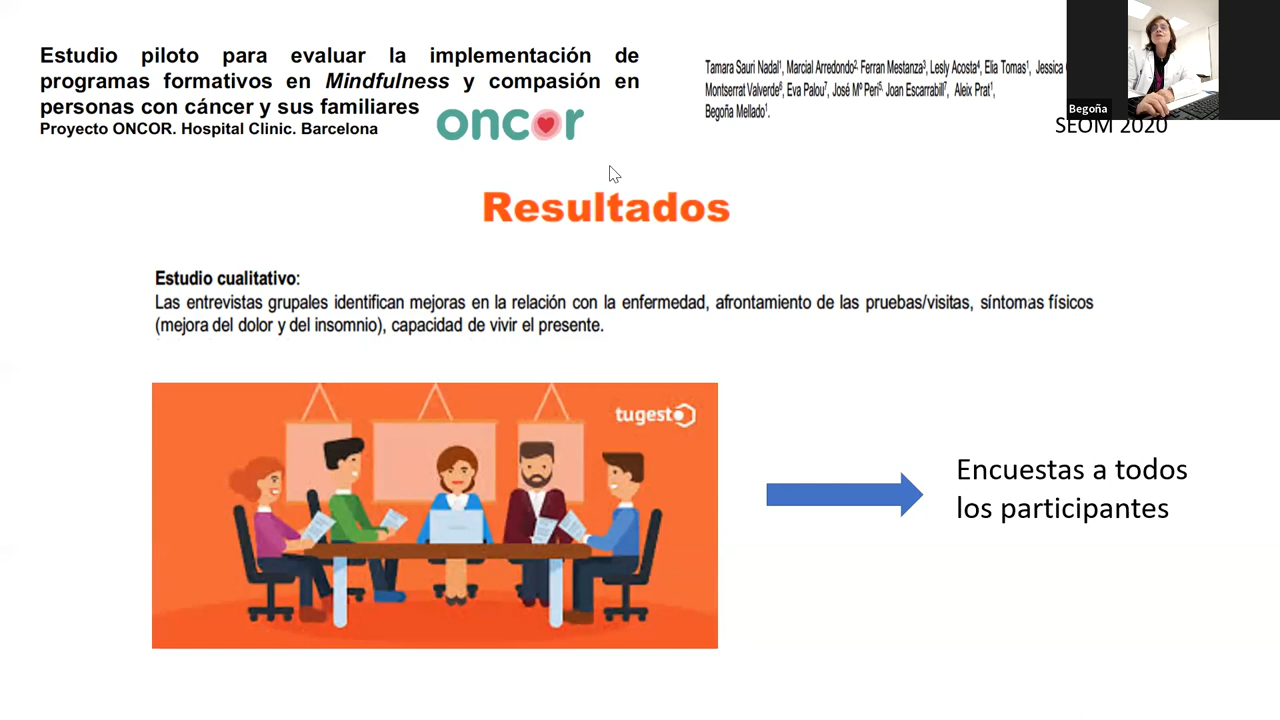 Estudio piloto para evaluar la implementación de
programas formativos en Mindfulness y compasión en
personas con cáncer y sus familiares
Proyecto ONCOR. Hospital Clinic. Barcelona
oncor
Tamara Sauri Nadal¹, Marcial Arredondo², Ferran Mestanza³, Lesly Acosta⁴, Elia Tomas¹, Jessica
Montserrat Valverde⁶, Eva Palou⁷, José Mª Peri⁵, Joan Escarrabill⁷, Aleix Prat¹,
Begoña Mellado¹.
Begoña
SEOM 2020
Resultados
Estudio cualitativo:
Las entrevistas grupales identifican mejoras en la relación con la enfermedad, afrontamiento de las pruebas/visitas, síntomas físicos
(mejora del dolor y del insomnio), capacidad de vivir el presente.
tugesto
Encuestas a todos
los participantes